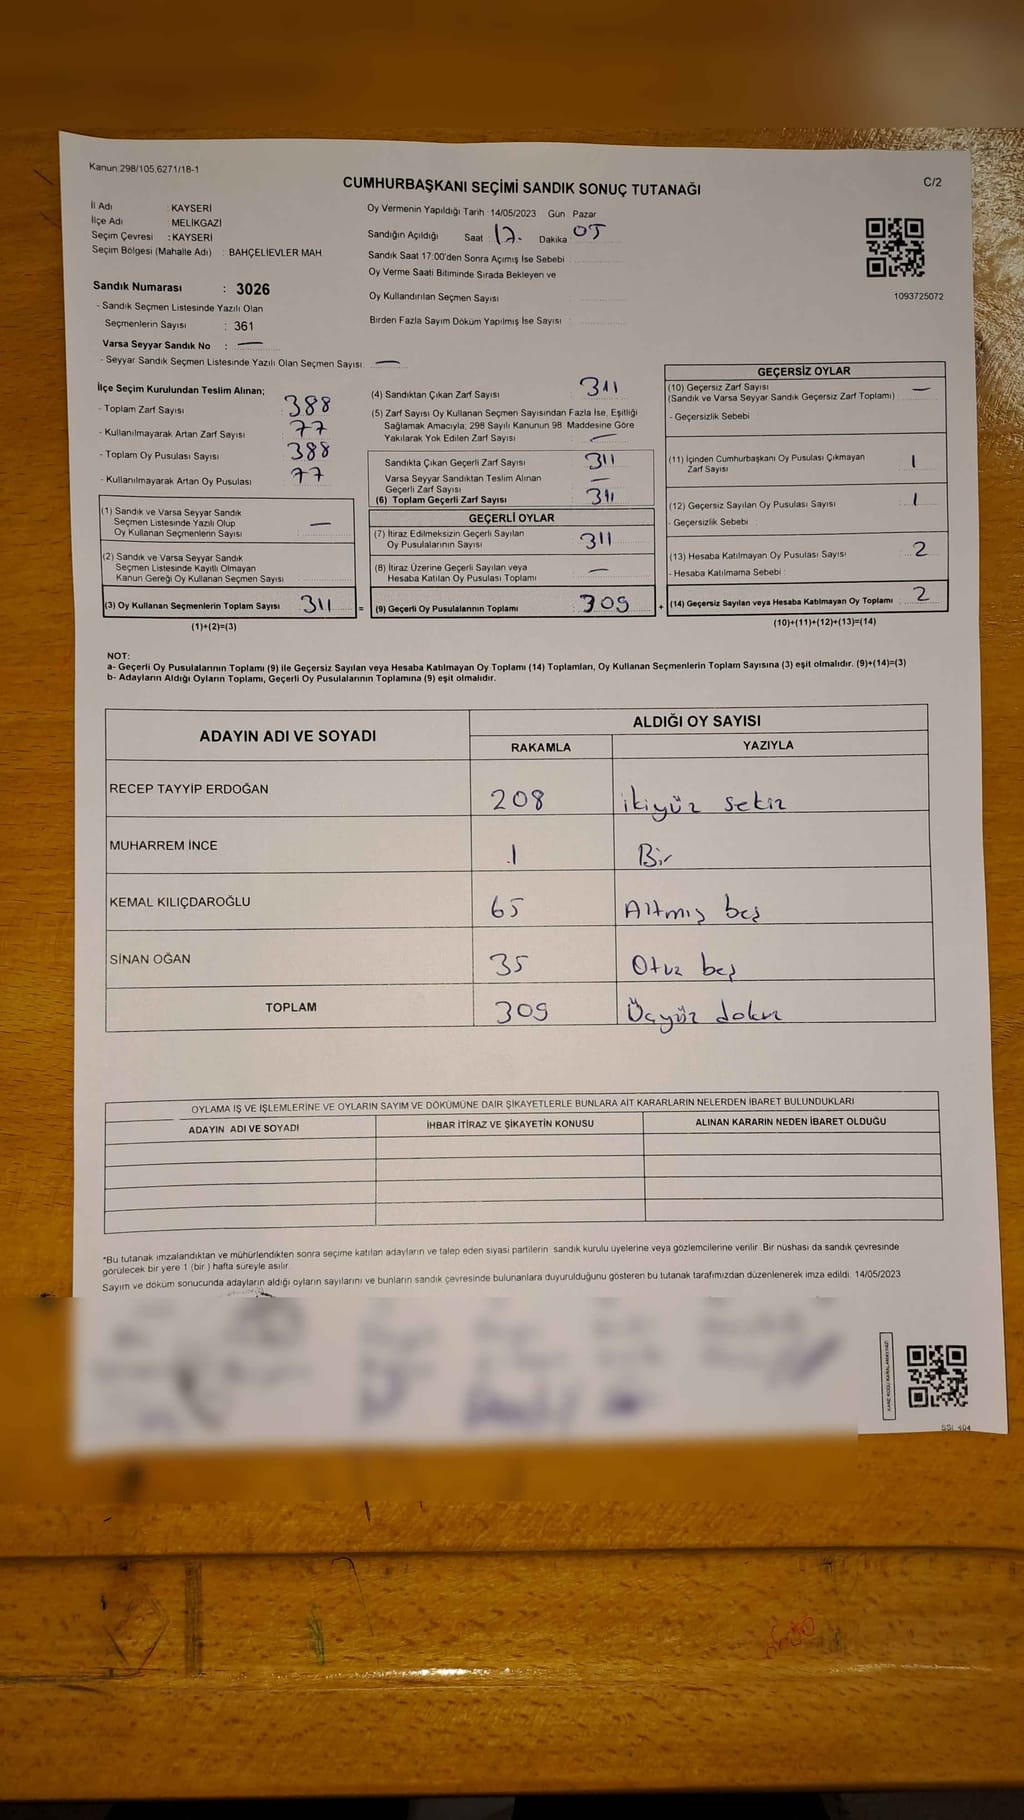 Kanun 298/105,6271/18-1
CUMHURBAŞKANI SEÇİMİ SANDIK SONUÇ TUTANAĞI
C/2
İl Adı : KAYSERİ
İlçe Adı : MELİKGAZİ
Seçim Çevresi : KAYSERİ
Seçim Bölgesi (Mahalle Adı) : BAHÇELİEVLER MAH.
Oy Vermenin Yapıldığı Tarih : 14/05/2023 Gün : Pazar
Sandığın Açıldığı Saat : 17. Dakika : 05
Sandık Saat 17:00'den Sonra Açımış İse Sebebi :
Oy Verme Saati Bitiminde Sırada Bekleyen ve
Oy Kullandırılan Seçmen Sayısı
Birden Fazla Sayım Döküm Yapılmış İse Sayısı :
1093725072
Sandık Numarası : 3026
- Sandık Seçmen Listesinde Yazılı Olan
Seçmenlerin Sayısı : 361
Varsa Seyyar Sandık No : —
- Seyyar Sandık Seçmen Listesinde Yazılı Olan Seçmen Sayısı : —
İlçe Seçim Kurulundan Teslim Alınan;
- Toplam Zarf Sayısı : 388
- Kullanılmayarak Artan Zarf Sayısı : 77
- Toplam Oy Pusulası Sayısı : 388
- Kullanılmayarak Artan Oy Pusulası : 77
(1) Sandık ve Varsa Seyyar Sandık
Seçmen Listesinde Yazılı Olup
Oy Kullanan Seçmenlerin Sayısı —
(2) Sandık ve Varsa Seyyar Sandık
Seçmen Listesinde Kayıtlı Olmayan
Kanun Gereği Oy Kullanan Seçmen Sayısı
(3) Oy Kullanan Seçmenlerin Toplam Sayısı 311 =
(1)+(2)=(3)
(4) Sandıktan Çıkan Zarf Sayısı : 311
(5) Zarf Sayısı Oy Kullanan Seçmen Sayısından Fazla İse, Eşitliği
Sağlamak Amacıyla; 298 Sayılı Kanunun 98. Maddesine Göre
Yakılarak Yok Edilen Zarf Sayısı —
Sandıkta Çıkan Geçerli Zarf Sayısı 311
Varsa Seyyar Sandıktan Teslim Alınan
Geçerli Zarf Sayısı —
(6) Toplam Geçerli Zarf Sayısı 311
GEÇERLİ OYLAR
(7) İtiraz Edilmeksizin Geçerli Sayılan
Oy Pusulalarının Sayısı : 311
(8) İtiraz Üzerine Geçerli Sayılan veya
Hesaba Katılan Oy Pusulası Toplamı : —
(9) Geçerli Oy Pusulalarının Toplamı : 309 +
GEÇERSİZ OYLAR
(10) Geçersiz Zarf Sayısı
(Sandık ve Varsa Seyyar Sandık Geçersiz Zarf Toplamı) : —
- Geçersizlik Sebebi :
(11) İçinden Cumhurbaşkanı Oy Pusulası Çıkmayan
Zarf Sayısı 1
(12) Geçersiz Sayılan Oy Pusulası Sayısı 1
- Geçersizlik Sebebi :
(13) Hesaba Katılmayan Oy Pusulası Sayısı 2
- Hesaba Katılmama Sebebi :
(14) Geçersiz Sayılan veya Hesaba Katılmayan Oy Toplamı : 2
(10)+(11)+(12)+(13)=(14)
NOT:
a- Geçerli Oy Pusulalarının Toplamı (9) ile Geçersiz Sayılan veya Hesaba Katılmayan Oy Toplamı (14) Toplamları, Oy Kullanan Seçmenlerin Toplam Sayısına (3) eşit olmalıdır. (9)+(14)=(3)
b- Adayların Aldığı Oyların Toplamı, Geçerli Oy Pusulalarının Toplamına (9) eşit olmalıdır.
ADAYIN ADI VE SOYADI
ALDIĞI OY SAYISI
RAKAMLA YAZIYLA
RECEP TAYYİP ERDOĞAN 208 ikiyüz sekiz
MUHARREM İNCE 1 Bir
KEMAL KILIÇDAROĞLU 65 Altmış beş
SİNAN OĞAN 35 Otuz beş
TOPLAM 309 Üçyüz dokuz
OYLAMA İŞ VE İŞLEMLERİNE VE OYLARIN SAYIM VE DÖKÜMÜNE DAİR ŞİKAYETLERLE BUNLARA AİT KARARLARIN NELERDEN İBARET BULUNDUKLARI
ADAYIN ADI VE SOYADI İHBAR İTİRAZ VE ŞİKAYETİN KONUSU ALINAN KARARIN NEDEN İBARET OLDUĞU
*Bu tutanak imzalandıktan ve mühürlendikten sonra seçime katılan adayların ve talep eden siyasi partilerin sandık kurulu üyelerine veya gözlemcilerine verilir. Bir nüshası da sandık çevresinde
görülecek bir yere 1 (bir ) hafta süreyle asılır.
Sayım ve döküm sonucunda adayların aldığı oyların sayılarını ve bunların sandık çevresinde bulunanlara duyurulduğunu gösteren bu tutanak tarafımızdan düzenlenerek imza edildi. 14/05/2023